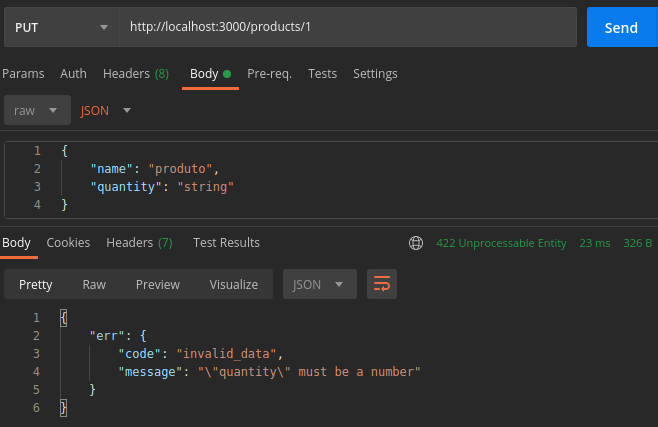 PUT http://localhost:3000/products/1 Send
Params Auth Headers (8) Body Pre-req. Tests Settings
raw JSON
1 {
2 "name": "produto",
3 "quantity": "string"
4 }
Body Cookies Headers (7) Test Results 422 Unprocessable Entity 23 ms 326 B
Pretty Raw Preview Visualize JSON
1 {
2 "err": {
3 "code": "invalid_data",
4 "message": "\"quantity\" must be a number"
5 }
6 }